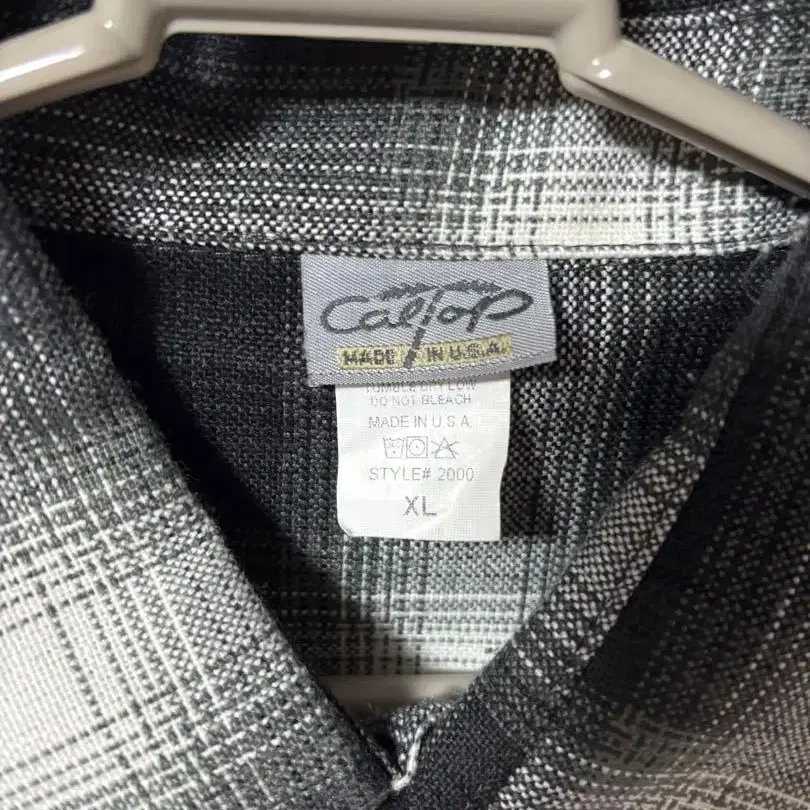 CalTop
MADE IN U.S.A.
TUMBLE DRY LOW
DO NOT BLEACH
MADE IN U S A
STYLE# 2000
XL